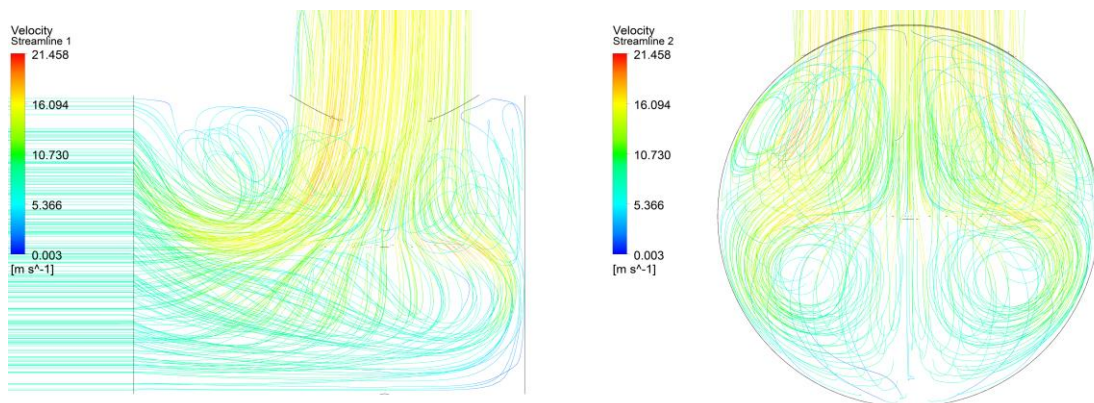 Velocity
Streamline 1
21.458
16.094
10.730
5.366
0.003
[m s^-1]
Velocity
Streamline 2
21.458
16.094
10.730
5.366
0.003
[m s^-1]